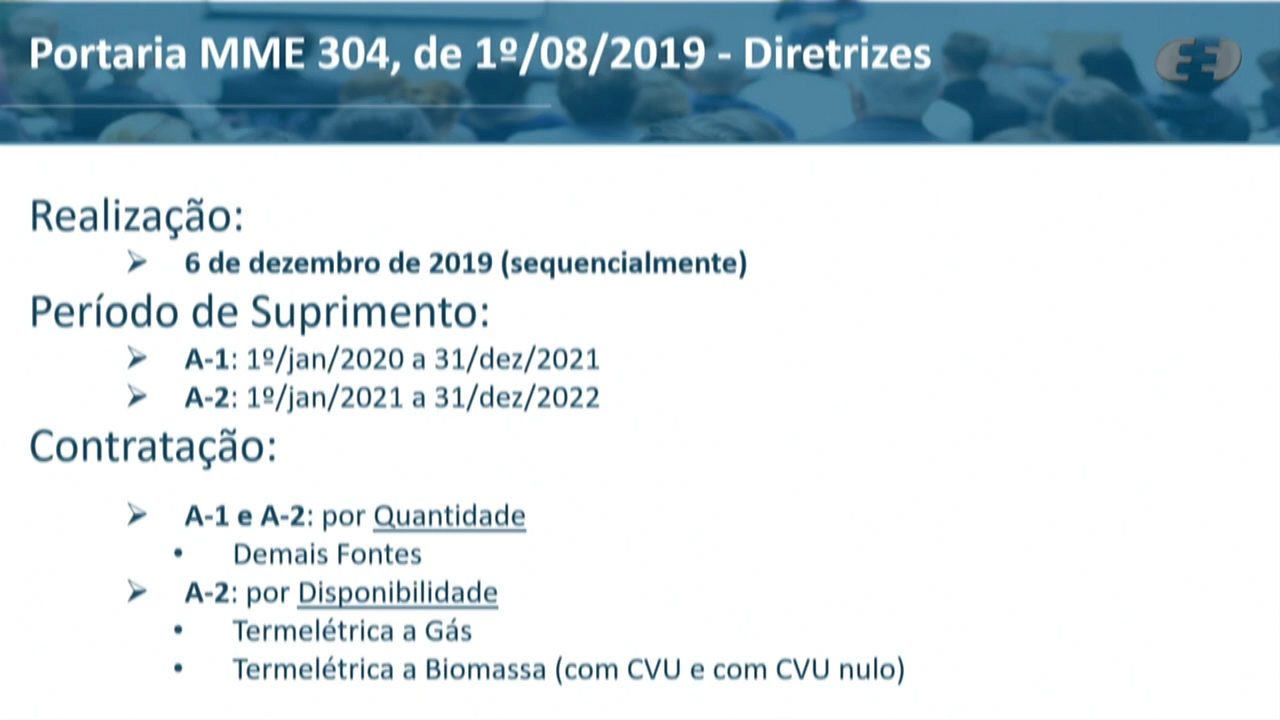 Portaria MME 304, de 1º/08/2019 - Diretrizes
Realização:
➢ 6 de dezembro de 2019 (sequencialmente)
Período de Suprimento:
➢ A-1: 1º/jan/2020 a 31/dez/2021
➢ A-2: 1º/jan/2021 a 31/dez/2022
Contratação:
➢ A-1 e A-2: por Quantidade
• Demais Fontes
➢ A-2: por Disponibilidade
• Termelétrica a Gás
• Termelétrica a Biomassa (com CVU e com CVU nulo)